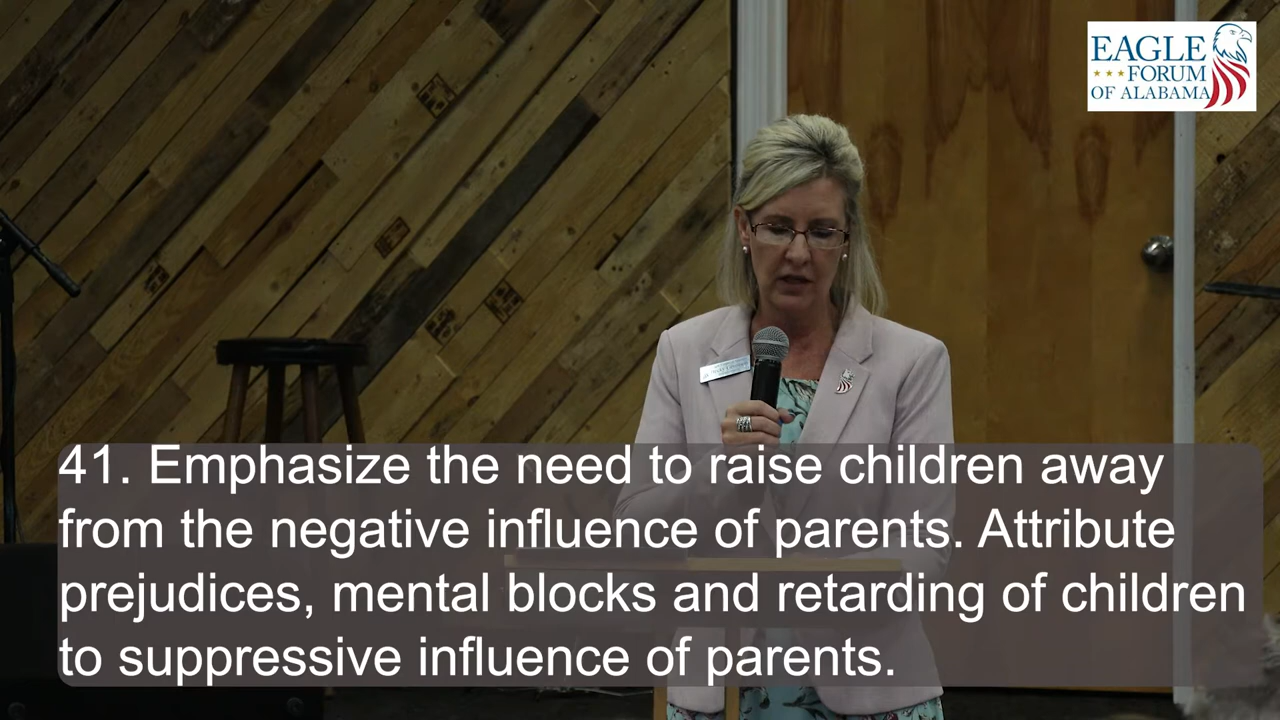 EAGLE
FORUM
OF ALABAMA
41. Emphasize the need to raise children away
from the negative influence of parents. Attribute
prejudices, mental blocks and retarding of children
to suppressive influence of parents.